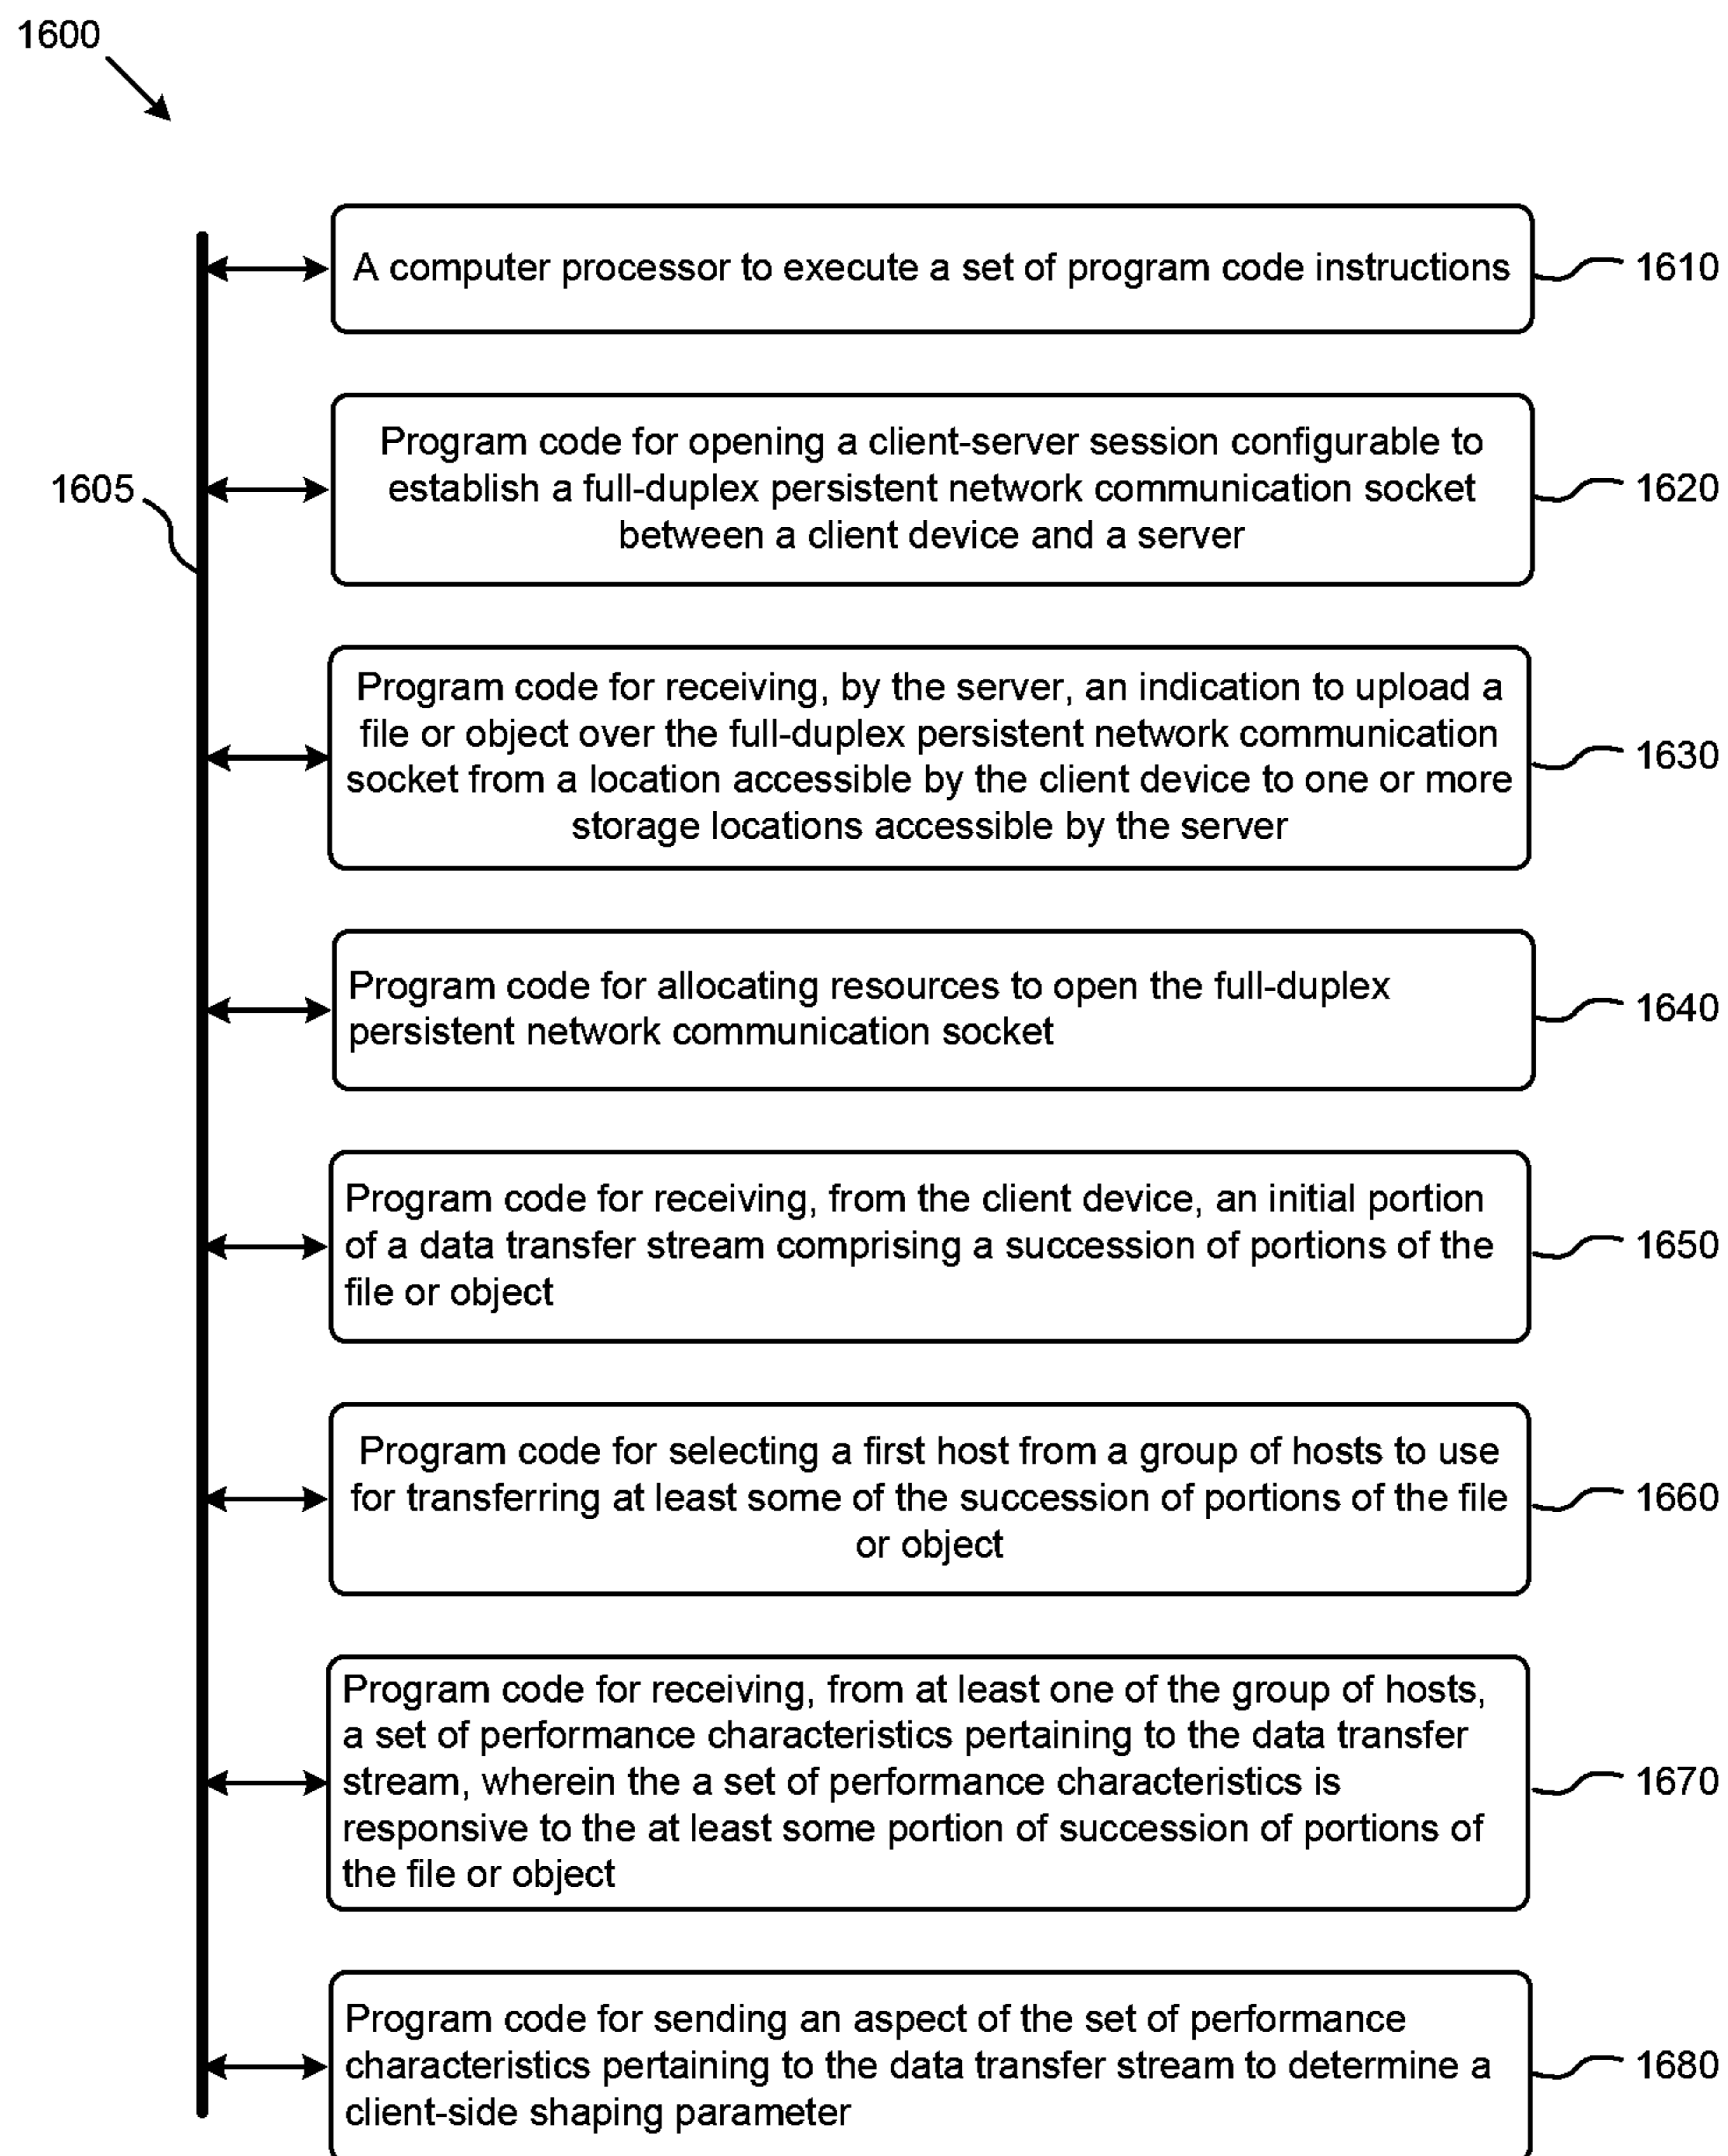 1600
A computer processor to execute a set of program code instructions
1610
Program code for opening a client-server session configurable to
establish a full-duplex persistent network communication socket
between a client device and a server
1605
1620
Program code for receiving, by the server, an indication to upload a
file or object over the full-duplex persistent network communication
socket from a location accessible by the client device to one or more
storage locations accessible by the server
1630
Program code for allocating resources to open the full-duplex
persistent network communication socket
1640
Program code for receiving, from the client device, an initial portion
of a data transfer stream comprising a succession of portions of the
file or object
1650
Program code for selecting a first host from a group of hosts to use
for transferring at least some of the succession of portions of the file
or object
1660
Program code for receiving, from at least one of the group of hosts,
a set of performance characteristics pertaining to the data transfer
stream, wherein the a set of performance characteristics is
responsive to the at least some portion of succession of portions of
the file or object
1670
Program code for sending an aspect of the set of performance
characteristics pertaining to the data transfer stream to determine a
client-side shaping parameter
1680